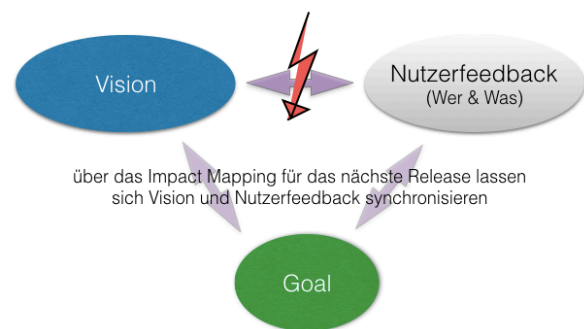 Vision
Nutzerfeedback
(Wer & Was)
über das Impact Mapping für das nächste Release lassen
sich Vision und Nutzerfeedback synchronisieren
Goal